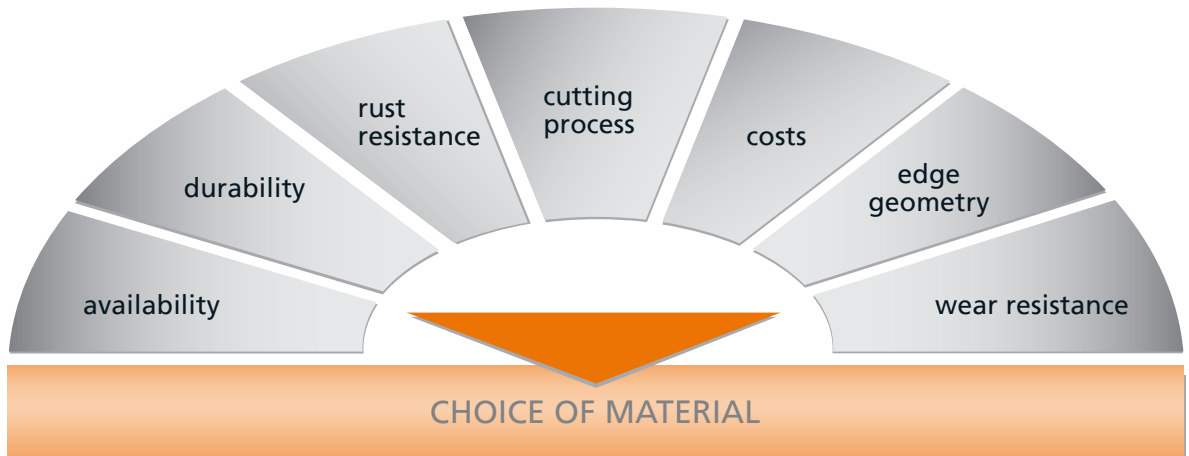 availability
durability
rust
resistance
cutting
process
costs
edge
geometry
wear resistance
CHOICE OF MATERIAL